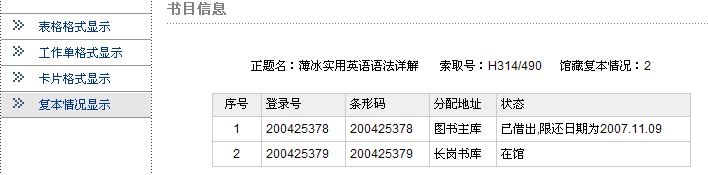 书目信息
表格格式显示
工作单格式显示
卡片格式显示
复本情况显示
正题名：薄冰实用英语语法详解 索取号：H314/490 馆藏复本情况：2
序号 登录号 条形码 分配地址 状态
1 200425378 200425378 图书主库 已借出,限还日期为2007.11.09
2 200425379 200425379 长岗书库 在馆